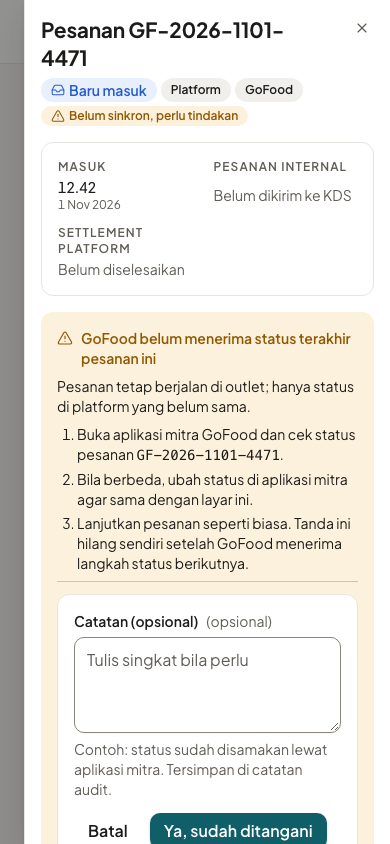 Pesanan GF-2026-1101-
4471
Baru masuk
Platform
GoFood
Belum sinkron, perlu tindakan
MASUK
12.42
1 Nov 2026
PESANAN INTERNAL
Belum dikirim ke KDS
SETTLEMENT
PLATFORM
Belum diselesaikan
GoFood belum menerima status terakhir
pesanan ini
Pesanan tetap berjalan di outlet; hanya status
di platform yang belum sama.
1. Buka aplikasi mitra GoFood dan cek status
pesanan GF-2026-1101-4471.
2. Bila berbeda, ubah status di aplikasi mitra
agar sama dengan layar ini.
3. Lanjutkan pesanan seperti biasa. Tanda ini
hilang sendiri setelah GoFood menerima
langkah status berikutnya.
Catatan (opsional) (opsional)
Tulis singkat bila perlu
Contoh: status sudah disamakan lewat
aplikasi mitra. Tersimpan di catatan
audit.
Batal
Ya, sudah ditangani